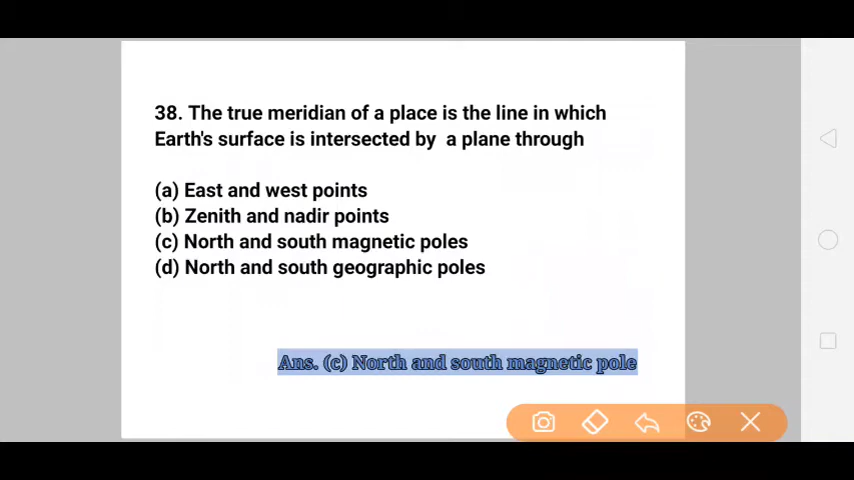 38. The true meridian of a place is the line in which
Earth's surface is intersected by a plane through
(a) East and west points
(b) Zenith and nadir points
(c) North and south magnetic poles
(d) North and south geographic poles
Ans. (c) North and south magnetic pole